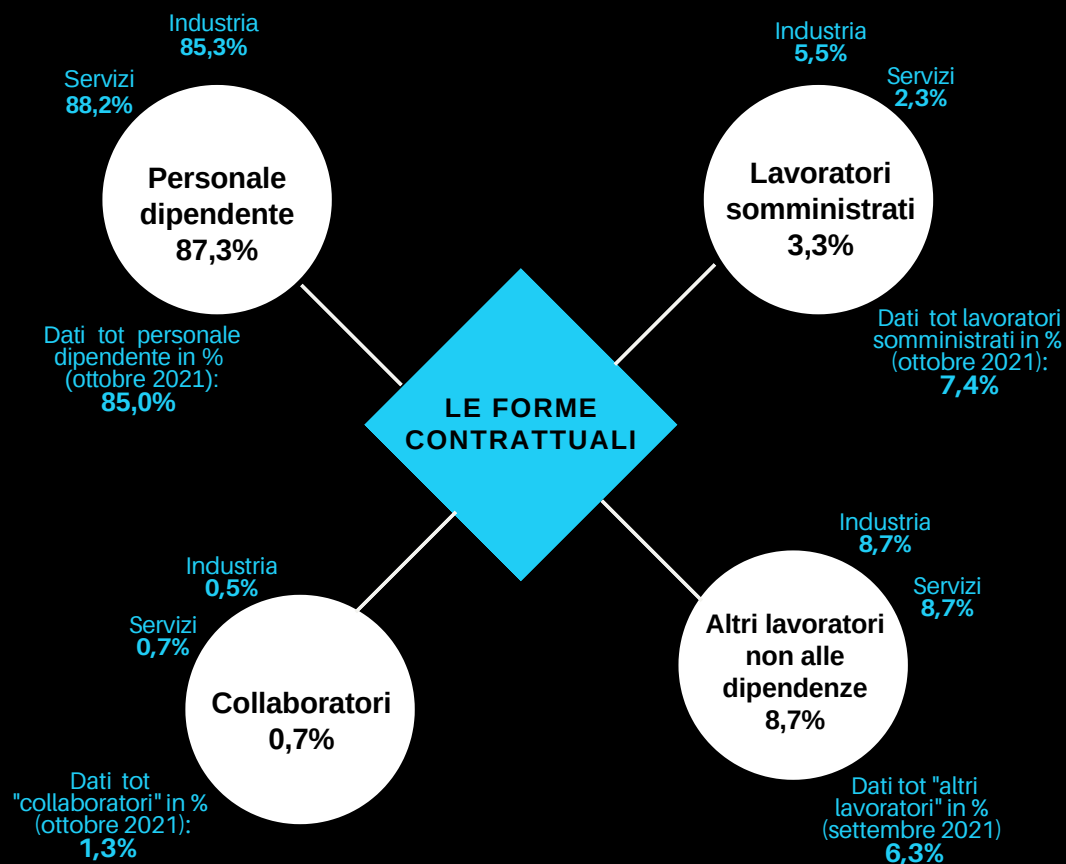 Industria
85,3%
Servizi
88,2%
Personale
dipendente
87,3%
Dati tot personale
dipendente in %
(ottobre 2021):
85,0%
Industria
5,5%
Servizi
2,3%
Lavoratori
somministrati
3,3%
Dati tot lavoratori
somministrati in %
(ottobre 2021):
7,4%
LE FORME
CONTRATTUALI
Industria
0,5%
Servizi
0,7%
Collaboratori
0,7%
Dati tot
"collaboratori" in %
(ottobre 2021):
1,3%
Industria
8,7%
Servizi
8,7%
Altri lavoratori
non alle
dipendenze
8,7%
Dati tot "altri
lavoratori" in %
(settembre 2021)
6,3%